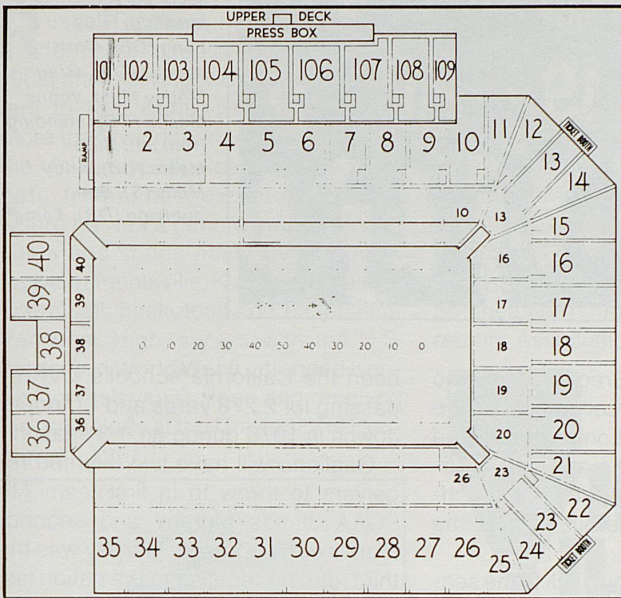 UPPER DECK
PRESS BOX
101 102 103 104 105 106 107 108 109
RAMP
1 2 3 4 5 6 7 8 9 10 11 12
TICKET BOOTH
13
14
10 13
15
40 40 16 16
39 39 17 17
38 38 0 10 20 30 40 50 40 30 20 10 0 18 18
37 37 19 19
36 36 20 20
21
26 23
22
23
35 34 33 32 31 30 29 28 27 26 25 24
TICKET BOOTH